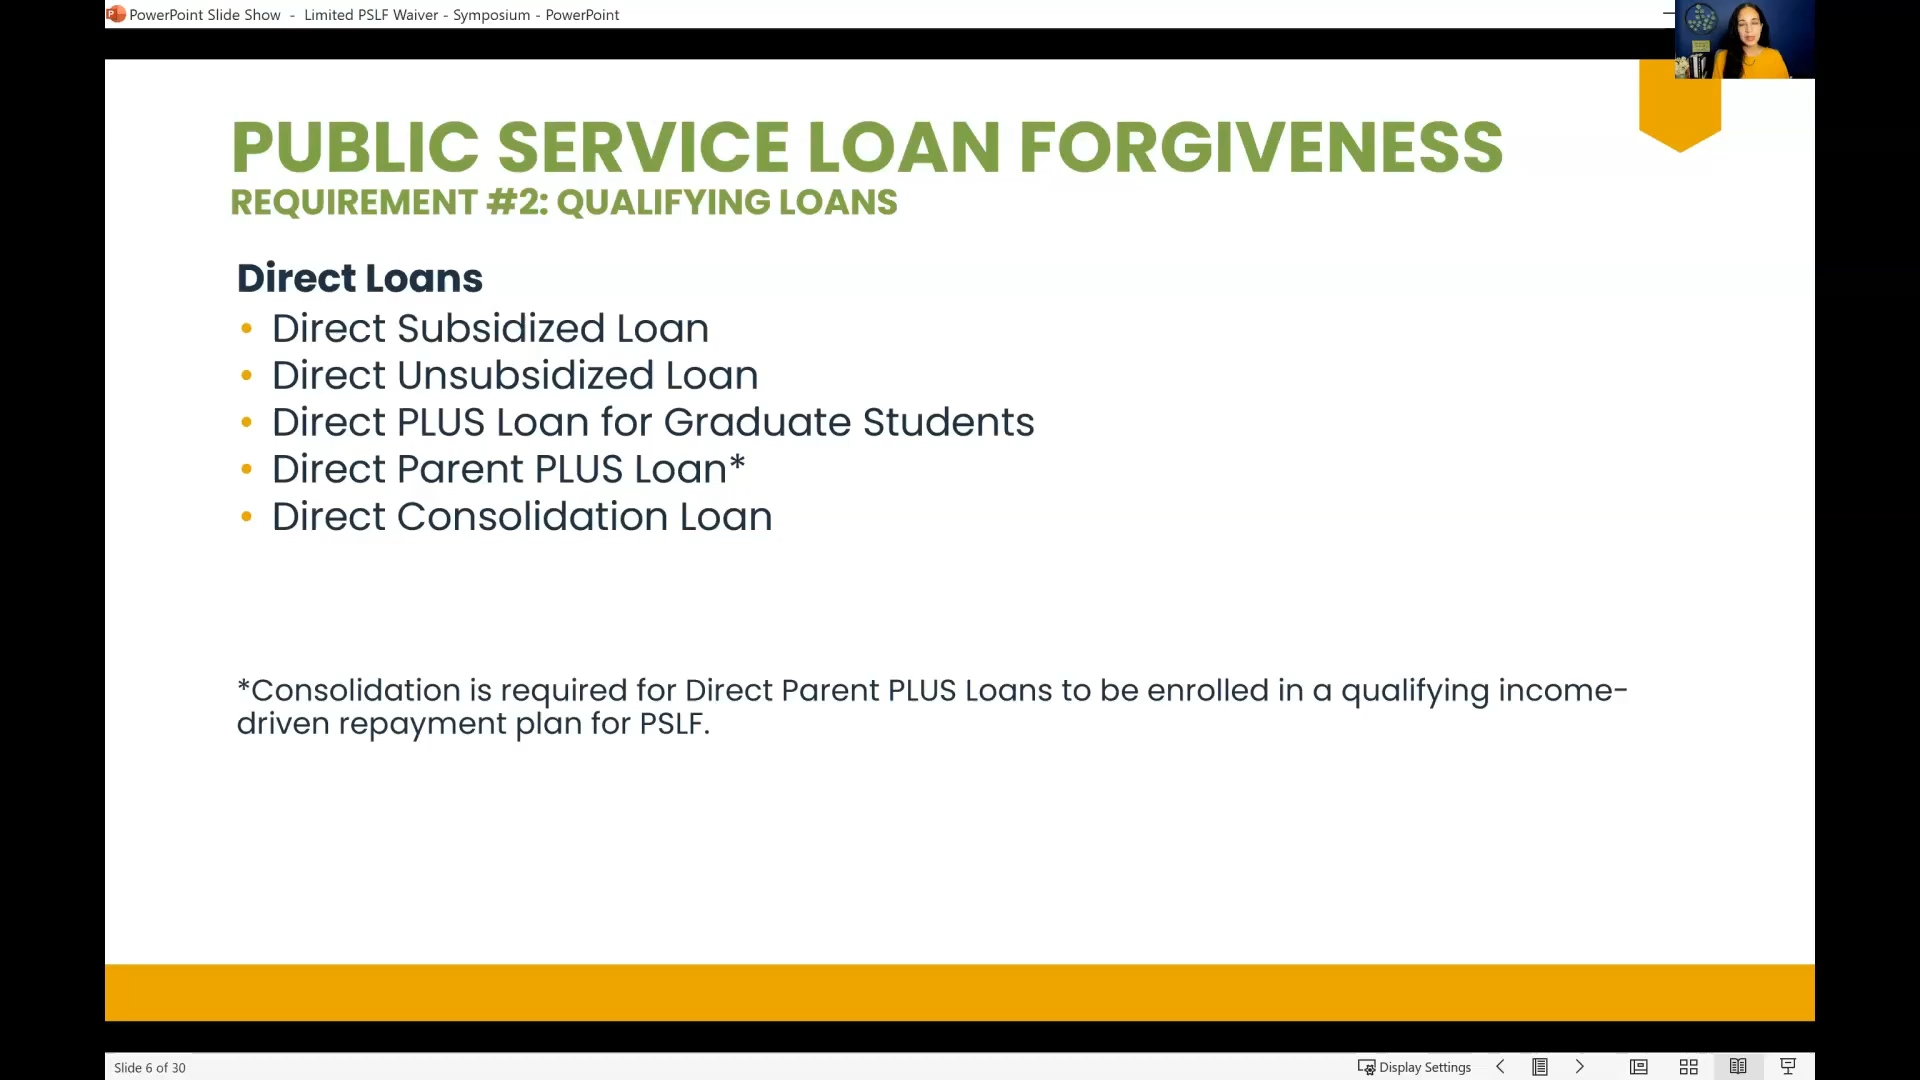 PowerPoint Slide Show - Limited PSLF Waiver - Symposium - PowerPoint
PUBLIC SERVICE LOAN FORGIVENESS
REQUIREMENT #2: QUALIFYING LOANS
Direct Loans
• Direct Subsidized Loan
• Direct Unsubsidized Loan
• Direct PLUS Loan for Graduate Students
• Direct Parent PLUS Loan*
• Direct Consolidation Loan
*Consolidation is required for Direct Parent PLUS Loans to be enrolled in a qualifying income-
driven repayment plan for PSLF.
Slide 6 of 30
Display Settings